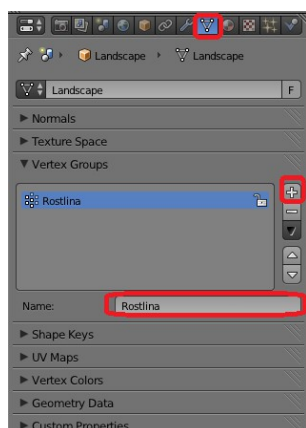 Landscape Landscape
Landscape F
Normals
Texture Space
Vertex Groups
Rostlina
Name: Rostlina
Shape Keys
UV Maps
Vertex Colors
Geometry Data
Custom Properties